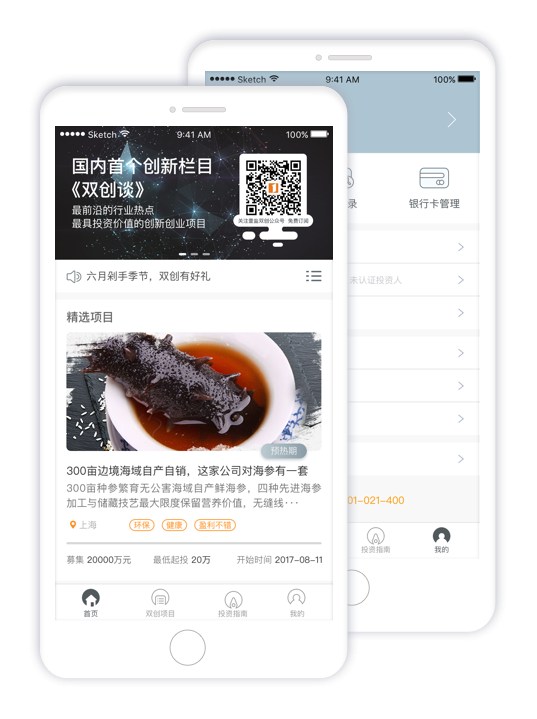 Sketch
9:41 AM
100%
国内首个创新栏目
《双创谈》
最前沿的行业热点
最具投资价值的创新创业项目
关注壹盐双创公众号 免费订阅
六月剁手季节，双创有好礼
精选项目
预热期
300亩边境海域自产自销，这家公司对海参有一套
300亩种参繁育无公害海域自产鲜海参，四种先进海参
加工与储藏技艺最大限度保留营养价值，无缝线···
上海 环保 健康 盈利不错
募集 20000万元 最低起投 20万 开始时间 2017-08-11
首页 双创项目 投资指南 我的
Sketch
9:41 AM
100%
录 银行卡管理
未认证投资人
01-021-400
投资指南 我的